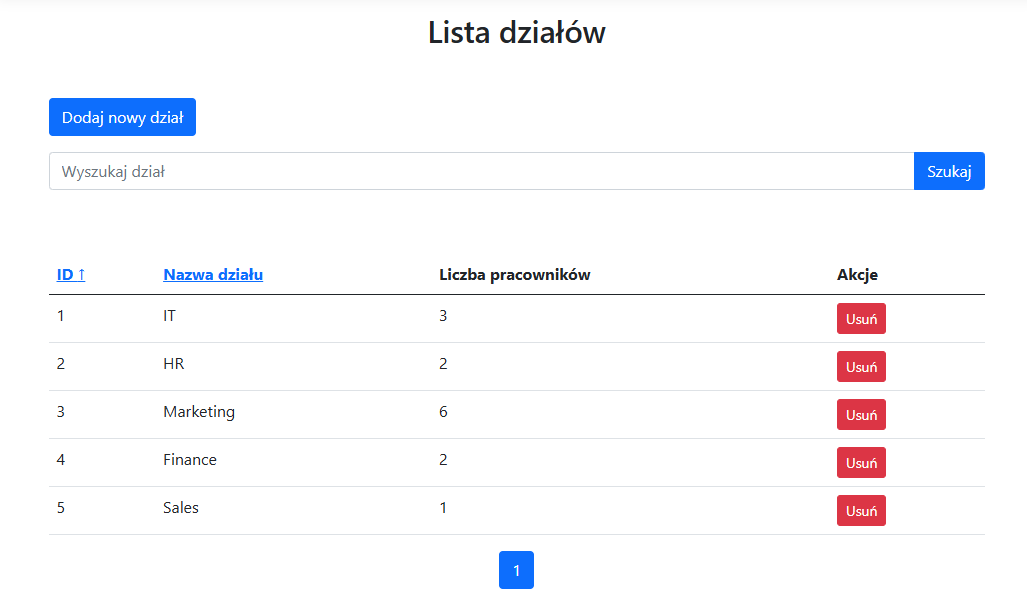 Lista działów
Dodaj nowy dział
Wyszukaj dział Szukaj
ID ↑ Nazwa działu Liczba pracowników Akcje
1 IT 3 Usuń
2 HR 2 Usuń
3 Marketing 6 Usuń
4 Finance 2 Usuń
5 Sales 1 Usuń
1